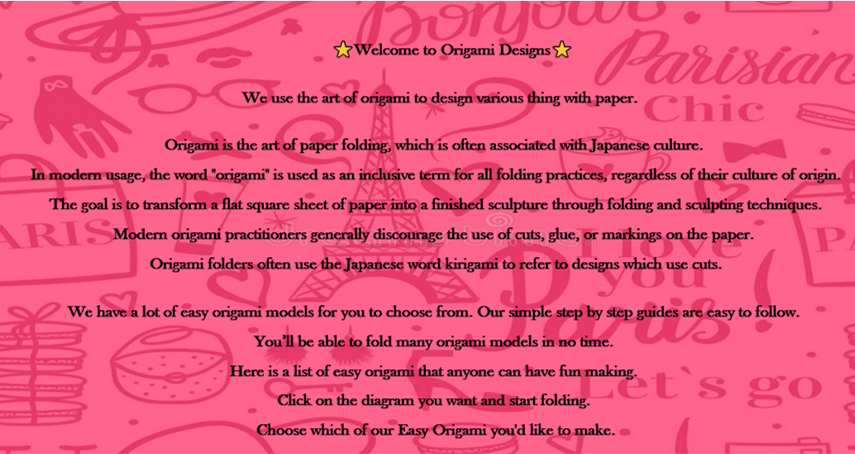 ⭐Welcome to Origami Designs⭐
We use the art of origami to design various thing with paper.
Origami is the art of paper folding, which is often associated with Japanese culture.
In modern usage, the word "origami" is used as an inclusive term for all folding practices, regardless of their culture of origin.
The goal is to transform a flat square sheet of paper into a finished sculpture through folding and sculpting techniques.
Modern origami practitioners generally discourage the use of cuts, glue, or markings on the paper.
Origami folders often use the Japanese word kirigami to refer to designs which use cuts.
We have a lot of easy origami models for you to choose from. Our simple step by step guides are easy to follow.
You'll be able to fold many origami models in no time.
Here is a list of easy origami that anyone can have fun making.
Click on the diagram you want and start folding.
Choose which of our Easy Origami you'd like to make.
Bonjour
Parisian
Chic
PARIS
I love
you
Paris
PA
Let`s go